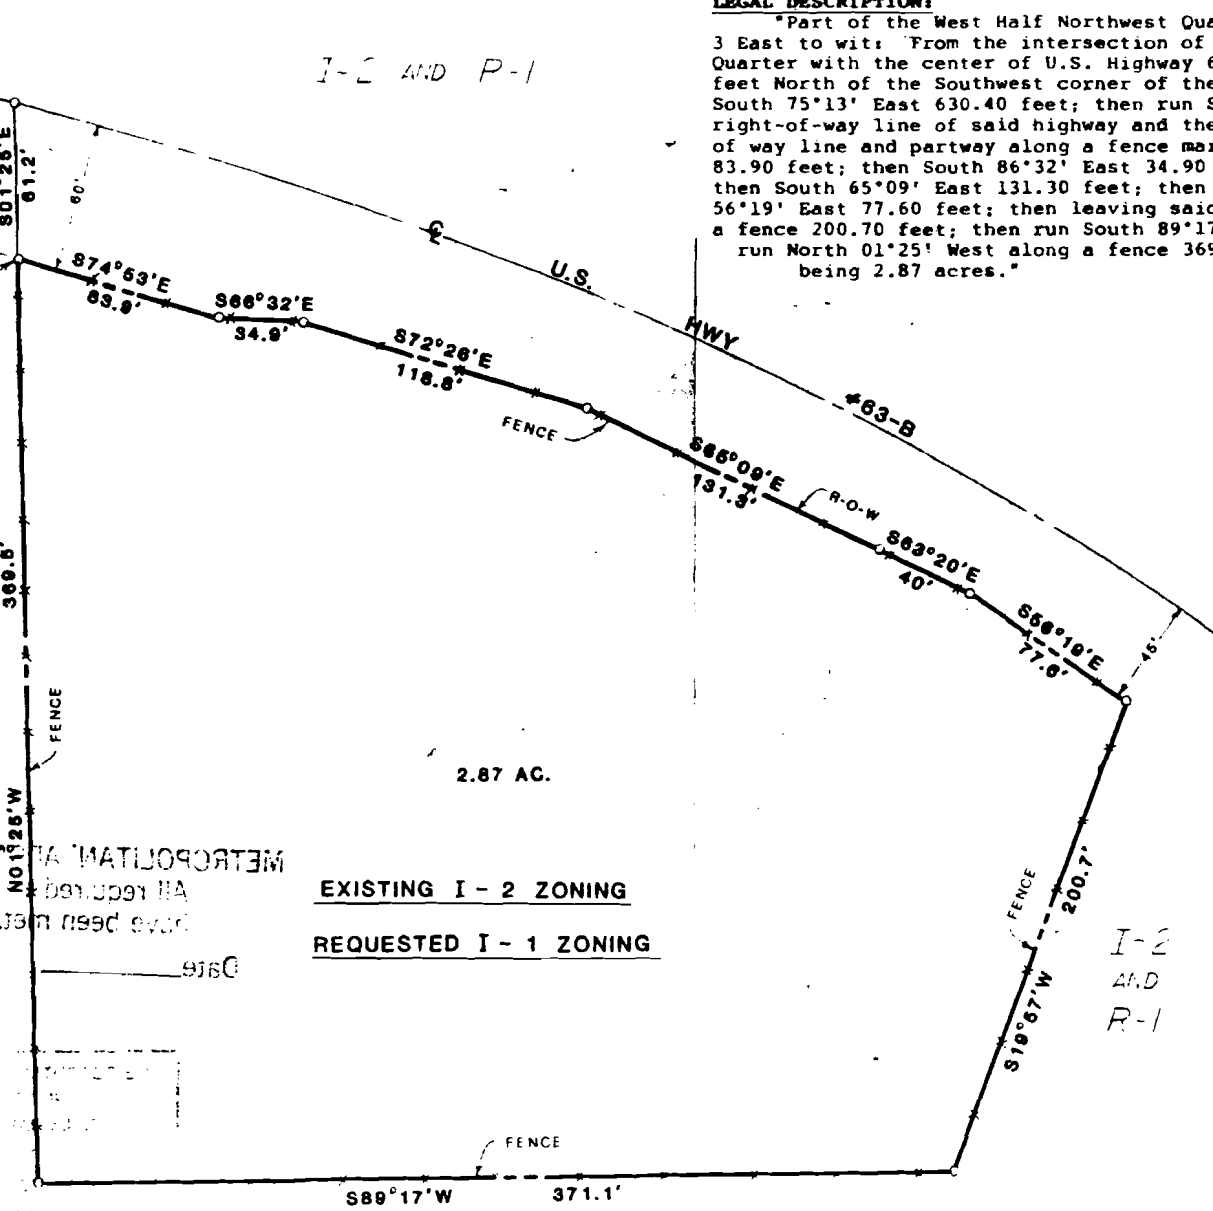 LEGAL DESCRIPTION:
"Part of the West Half Northwest Qua
3 East to wit: From the intersection of
Quarter with the center of U.S. Highway 6
feet North of the Southwest corner of the
South 75°13' East 630.40 feet; then run S
right-of-way line of said highway and the
of way line and partway along a fence mar
83.90 feet; then South 86°32' East 34.90
then South 65°09' East 131.30 feet; then
56°19' East 77.60 feet; then leaving said
a fence 200.70 feet; then run South 89°17
run North 01°25' West along a fence 369
being 2.87 acres."
I-2 AND R-1
S01°25'E
61.2'
60'
S74°53'E
83.9'
S66°32'E
34.9'
℄
U.S.
HWY
#63-B
S72°26'E
118.8'
FENCE
S65°09'E
131.3'
R-O-W
S63°20'E
40'
S56°19'E
77.6'
45'
369.5'
FENCE
N01°25'W
2.87 AC.
METROPOLITAN
All required
have been met.
Date
EXISTING I - 2 ZONING
REQUESTED I - 1 ZONING
FENCE
200.7'
S19°57'W
I-2
AND
R-1
FENCE
S89°17'W 371.1'